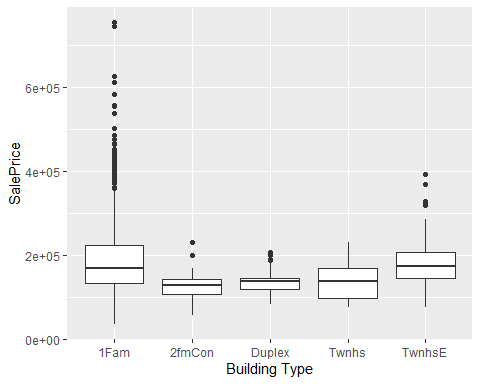 6e+05
4e+05
2e+05
0e+00
SalePrice
1Fam
2fmCon
Duplex
Twnhs
TwnhsE
Building Type